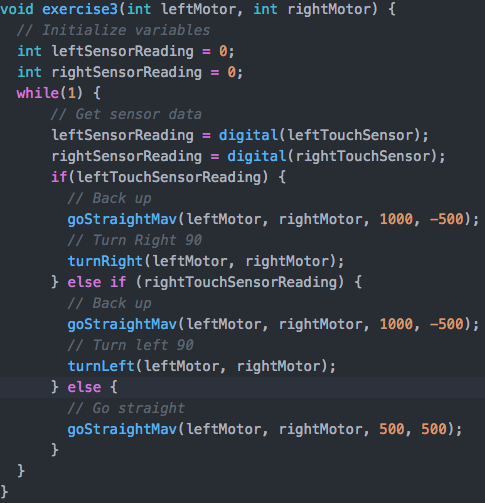 void exercise3(int leftMotor, int rightMotor) {
  // Initialize variables
  int leftSensorReading = 0;
  int rightSensorReading = 0;
  while(1) {
      // Get sensor data
      leftSensorReading = digital(leftTouchSensor);
      rightSensorReading = digital(rightTouchSensor);
      if(leftTouchSensorReading) {
        // Back up
        goStraightMav(leftMotor, rightMotor, 1000, -500);
        // Turn Right 90
        turnRight(leftMotor, rightMotor);
      } else if (rightTouchSensorReading) {
        // Back up
        goStraightMav(leftMotor, rightMotor, 1000, -500);
        // Turn left 90
        turnLeft(leftMotor, rightMotor);
      } else {
        // Go straight
        goStraightMav(leftMotor, rightMotor, 500, 500);
      }
  }
}